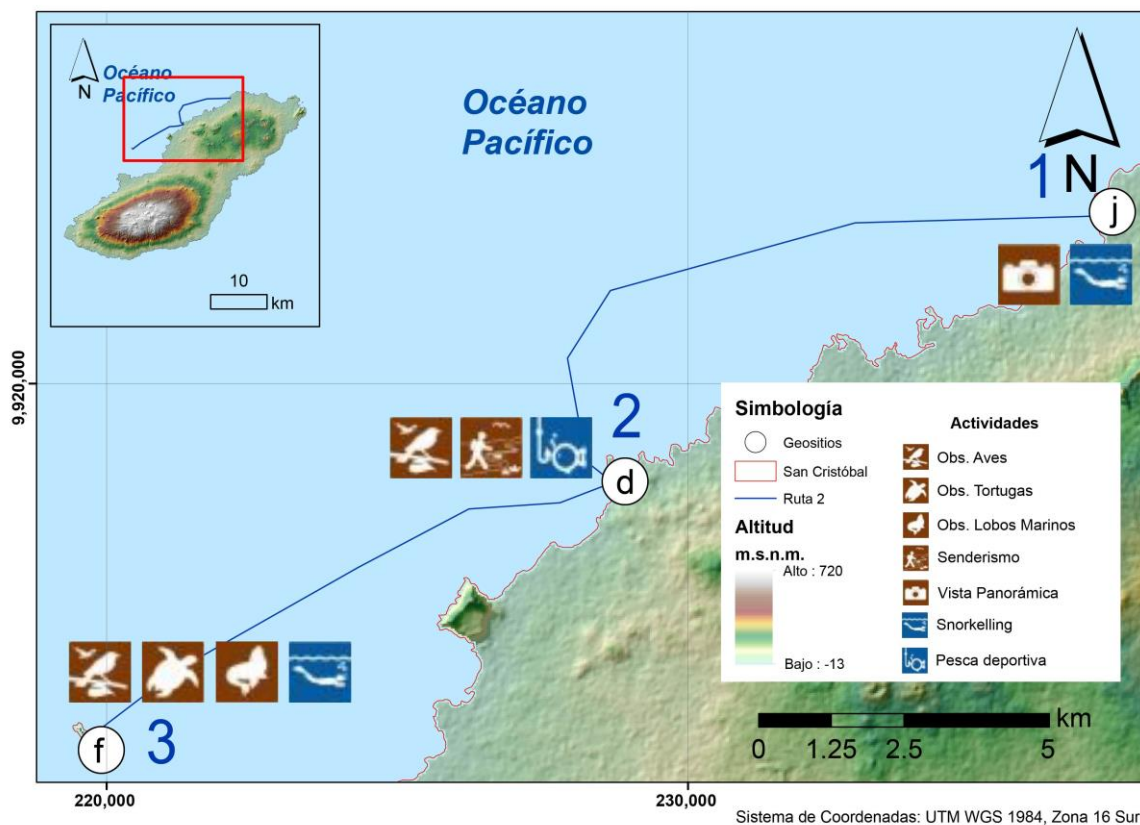 Océano
Pacífico
N
10
km
Océano
Pacífico
1
N
j
9,920,000
2
d
f
3
Simbología
Geositios
San Cristóbal
Ruta 2
Altitud
m.s.n.m.
Alto : 720
Bajo : -13
Actividades
Obs. Aves
Obs. Tortugas
Obs. Lobos Marinos
Senderismo
Vista Panorámica
Snorkelling
Pesca deportiva
km
0 1.25 2.5 5
220,000
230,000
Sistema de Coordenadas: UTM WGS 1984, Zona 16 Sur